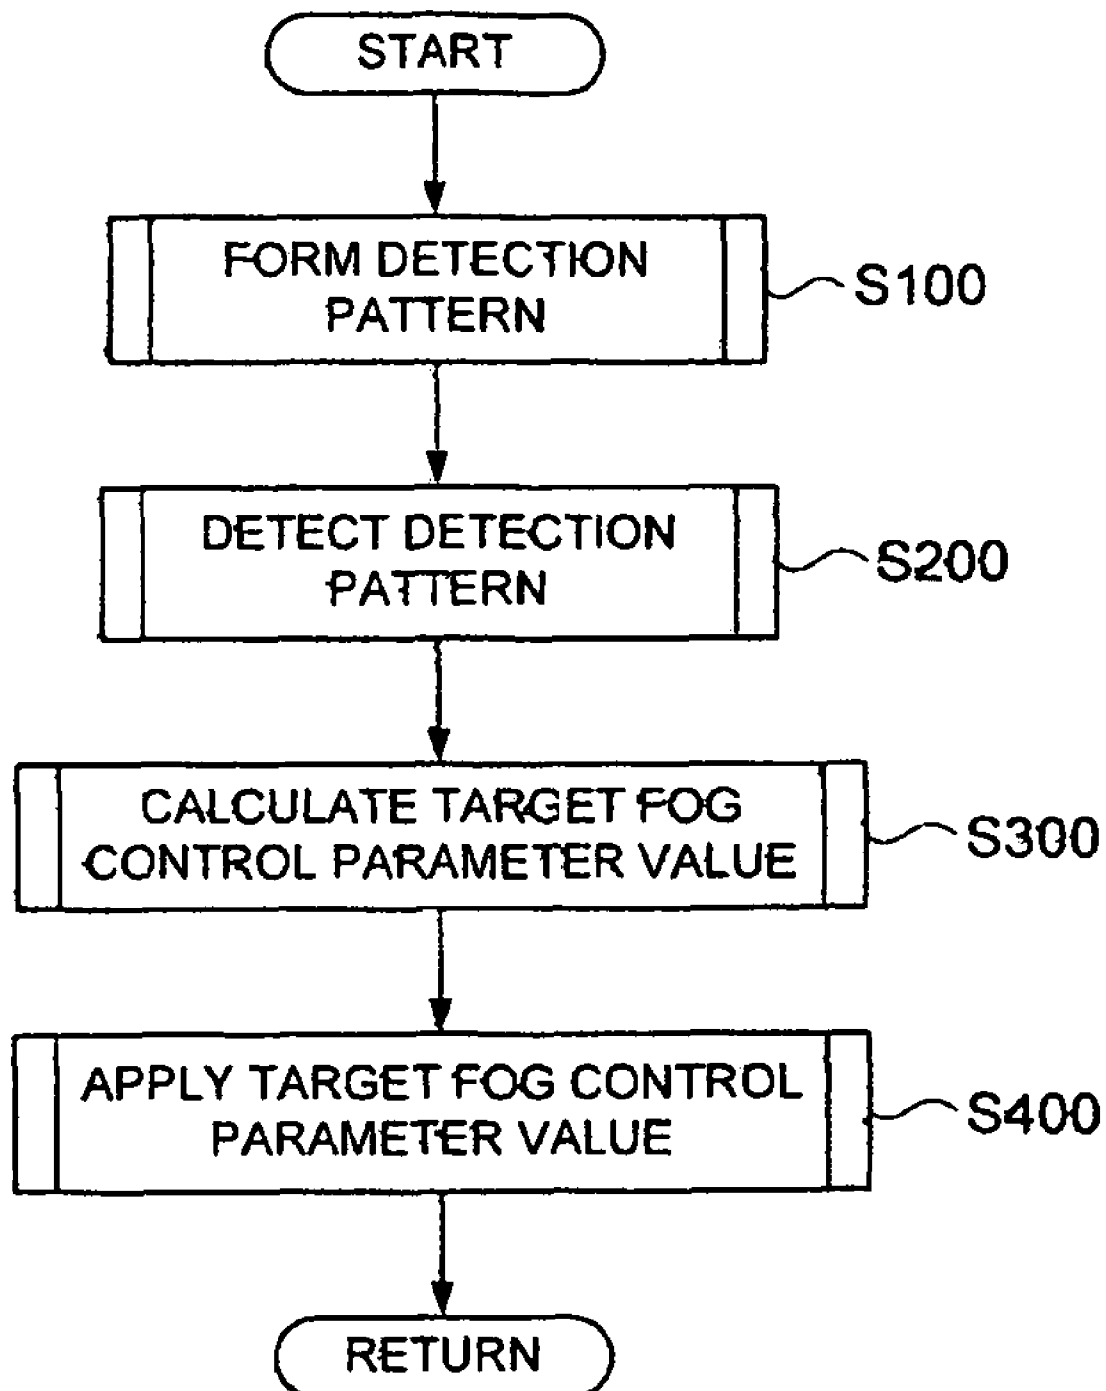 START
FORM DETECTION
PATTERN
S100
DETECT DETECTION
PATTERN
S200
CALCULATE TARGET FOG
CONTROL PARAMETER VALUE
S300
APPLY TARGET FOG CONTROL
PARAMETER VALUE
S400
RETURN